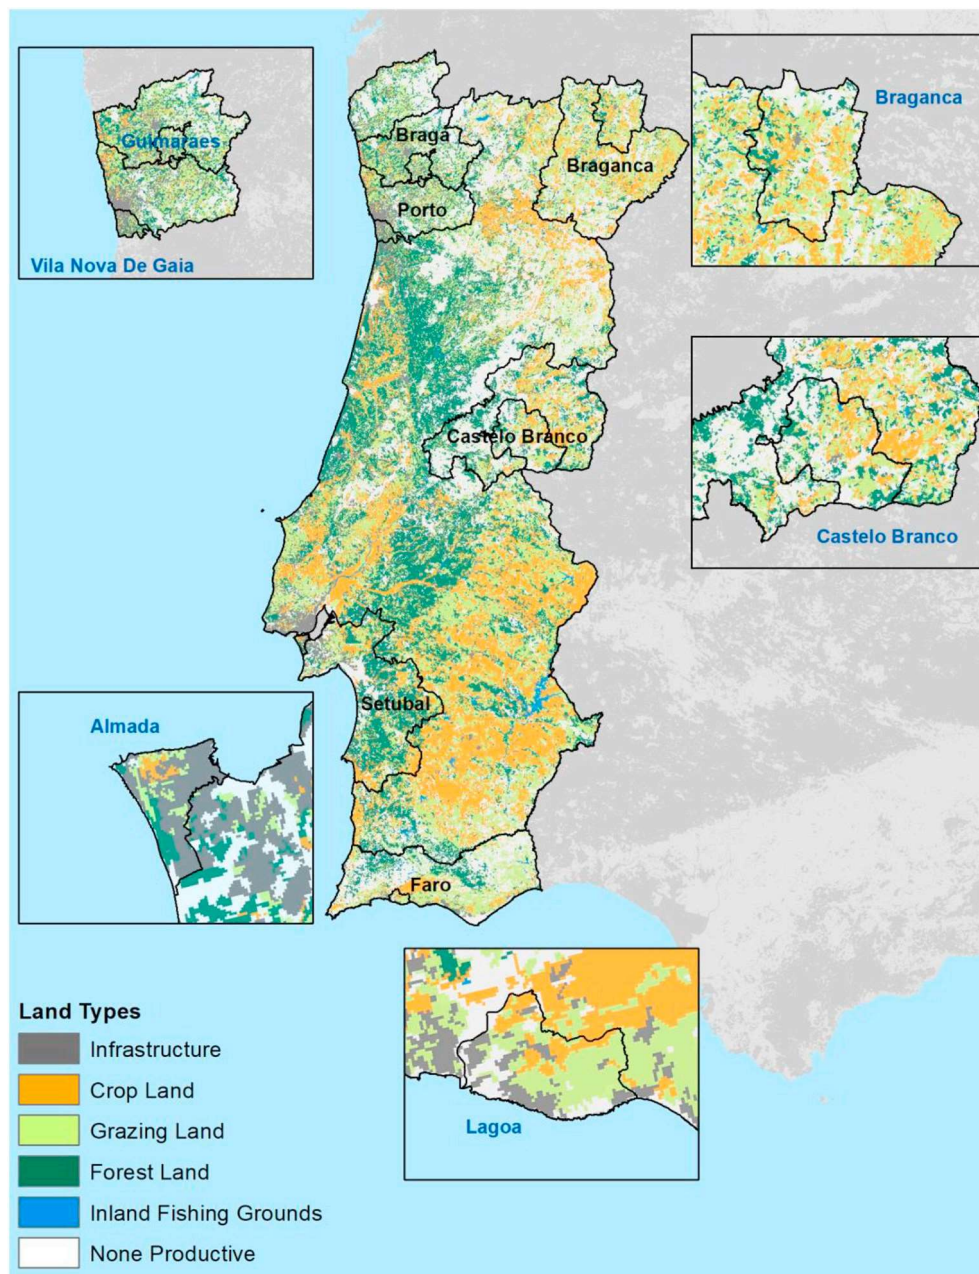 Guimaraes
Vila Nova De Gaia
Braga
Porto
Braganca
Braganca
Castelo Branco
Castelo Branco
Almada
Setubal
Faro
Lagoa
Land Types
Infrastructure
Crop Land
Grazing Land
Forest Land
Inland Fishing Grounds
None Productive